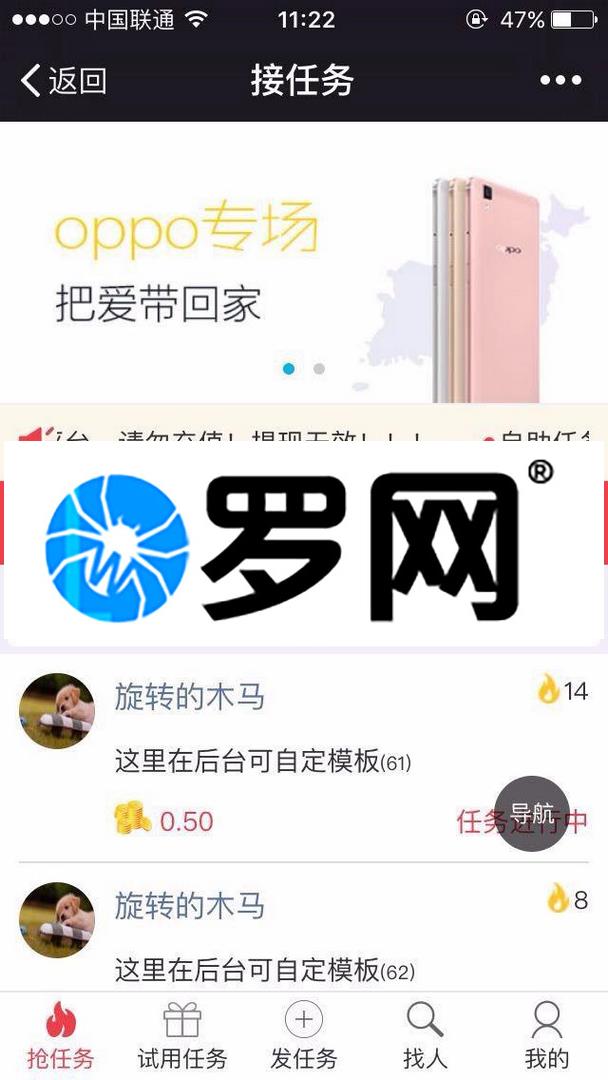 中国联通 11:22 47%
返回 接任务
oppo专场
把爱带回家
oppo
台，请勿充值！提现无效！！！ 自助任务
罗网®
旋转的木马 14
这里在后台可自定模板(61)
0.50 任务进行中
导航
旋转的木马 8
这里在后台可自定模板(62)
抢任务 试用任务 发任务 找人 我的